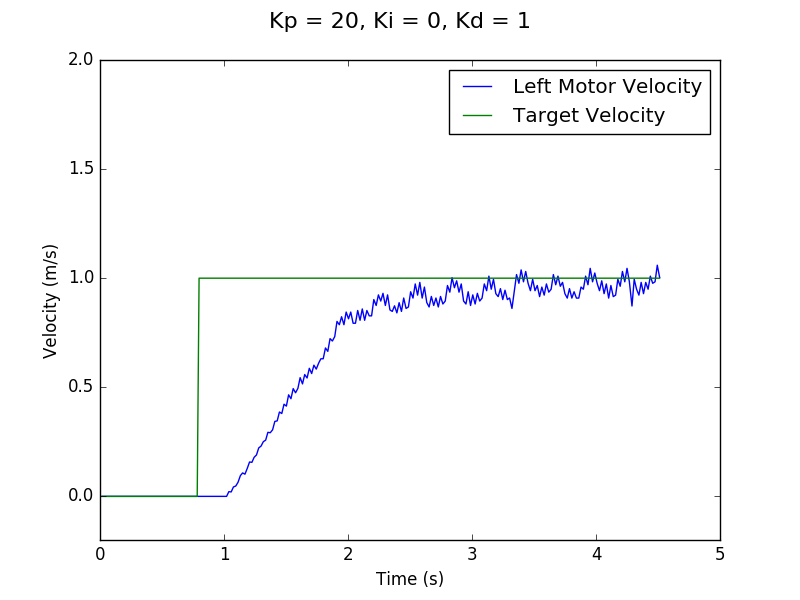 Kp = 20, Ki = 0, Kd = 1
2.0
1.5
1.0
0.5
0.0
Velocity (m/s)
Left Motor Velocity
Target Velocity
0 1 2 3 4 5
Time (s)